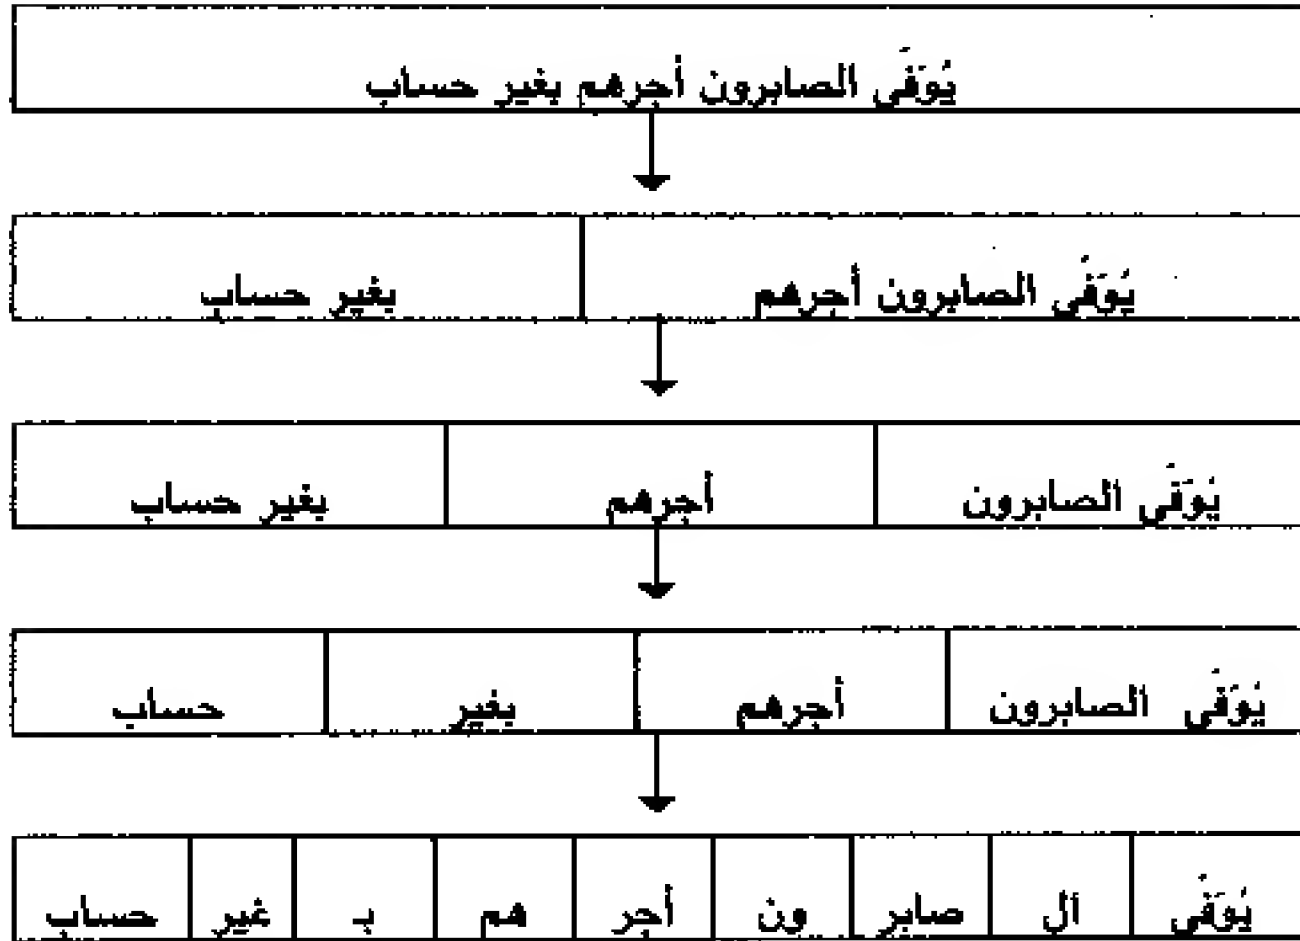 يُوَفَّى الصابرون أجرهم بغير حساب
يُوَفَّى الصابرون أجرهم بغير حساب
يُوَفَّى الصابرون أجرهم بغير حساب
يُوَفَّى الصابرون أجرهم بغير حساب
يُوَفَّى ال صابر ون أجر هم بـ غير حساب